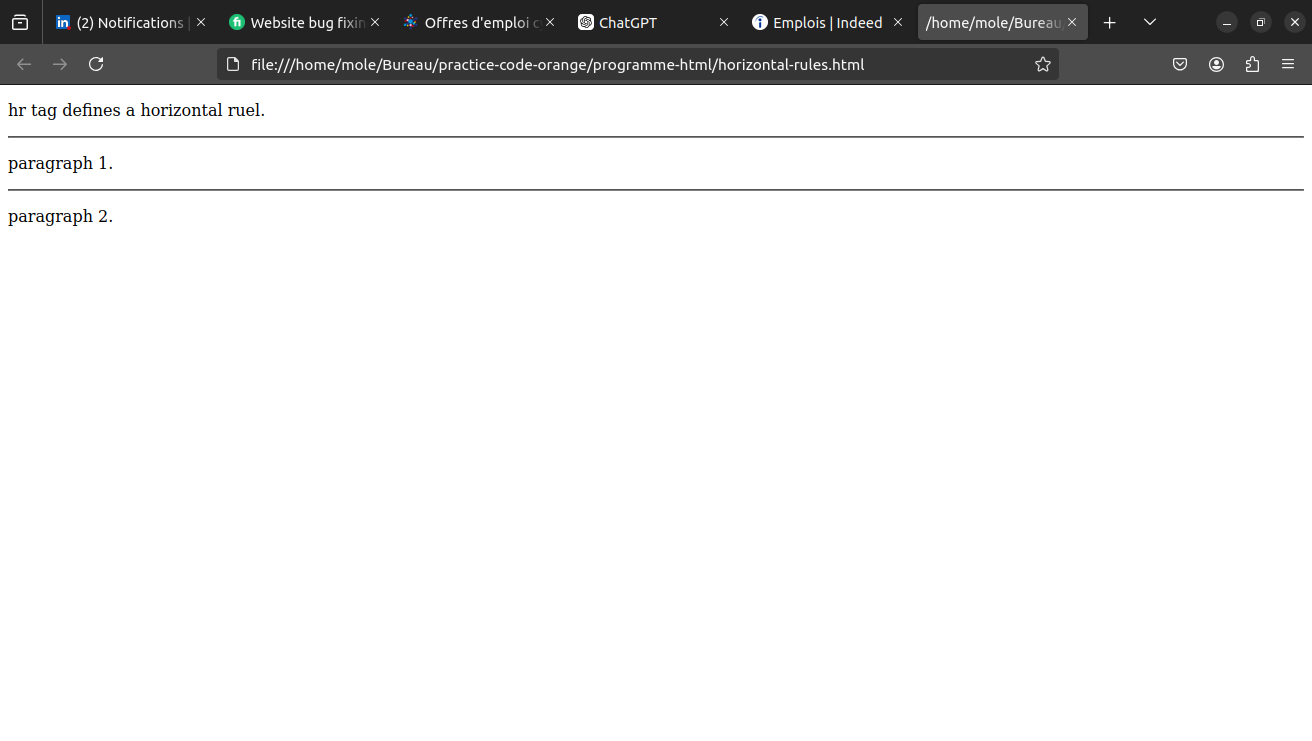 (2) Notifications |
Website bug fixin
Offres d'emploi c
ChatGPT
Emplois | Indeed
/home/mole/Bureau/
file:///home/mole/Bureau/practice-code-orange/programme-html/horizontal-rules.html
hr tag defines a horizontal ruel.
paragraph 1.
paragraph 2.